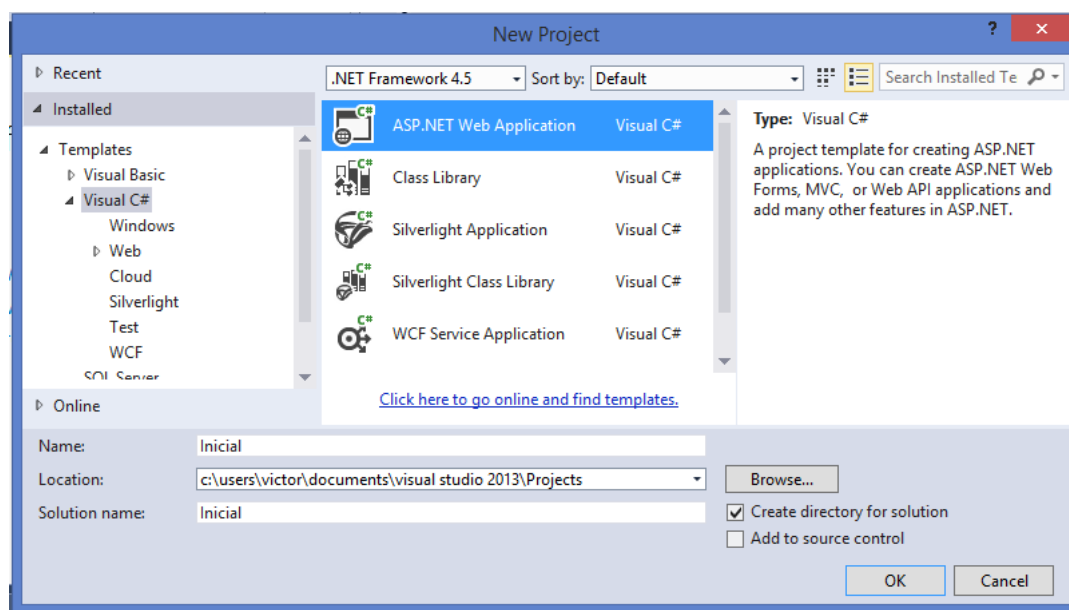 New Project
?
Recent
.NET Framework 4.5
Sort by:
Default
Search Installed Te
Installed
Templates
Visual Basic
Visual C#
Windows
Web
Cloud
Silverlight
Test
WCF
SQL Server
Online
C#
ASP.NET Web Application
Visual C#
C#
Class Library
Visual C#
C#
Silverlight Application
Visual C#
C#
Silverlight Class Library
Visual C#
C#
WCF Service Application
Visual C#
Click here to go online and find templates.
Type: Visual C#
A project template for creating ASP.NET
applications. You can create ASP.NET Web
Forms, MVC, or Web API applications and
add many other features in ASP.NET.
Name:
Inicial
Location:
c:\users\victor\documents\visual studio 2013\Projects
Browse...
Solution name:
Inicial
Create directory for solution
Add to source control
OK
Cancel